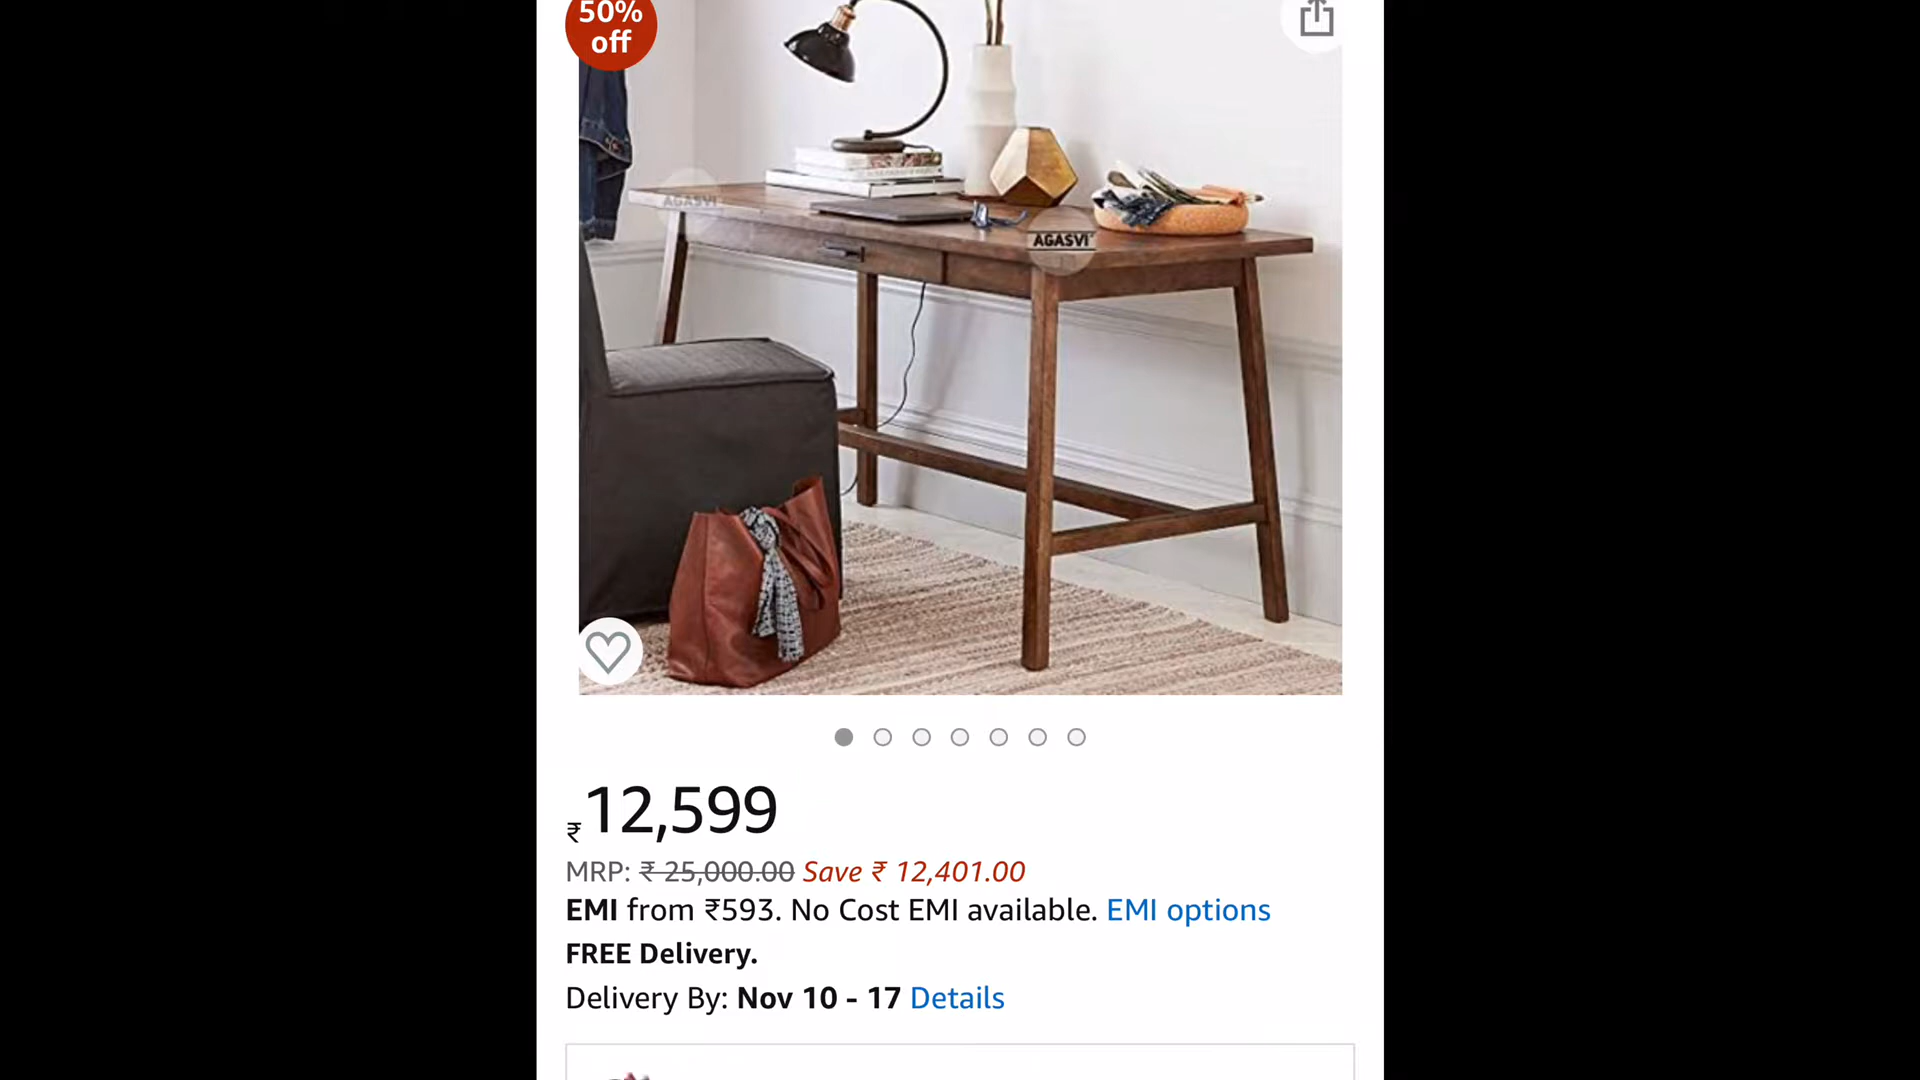 50%
off
AGASVI
AGASVI
₹12,599
MRP: ₹ 25,000.00 Save ₹ 12,401.00
EMI from ₹593. No Cost EMI available. EMI options
FREE Delivery.
Delivery By: Nov 10 - 17 Details